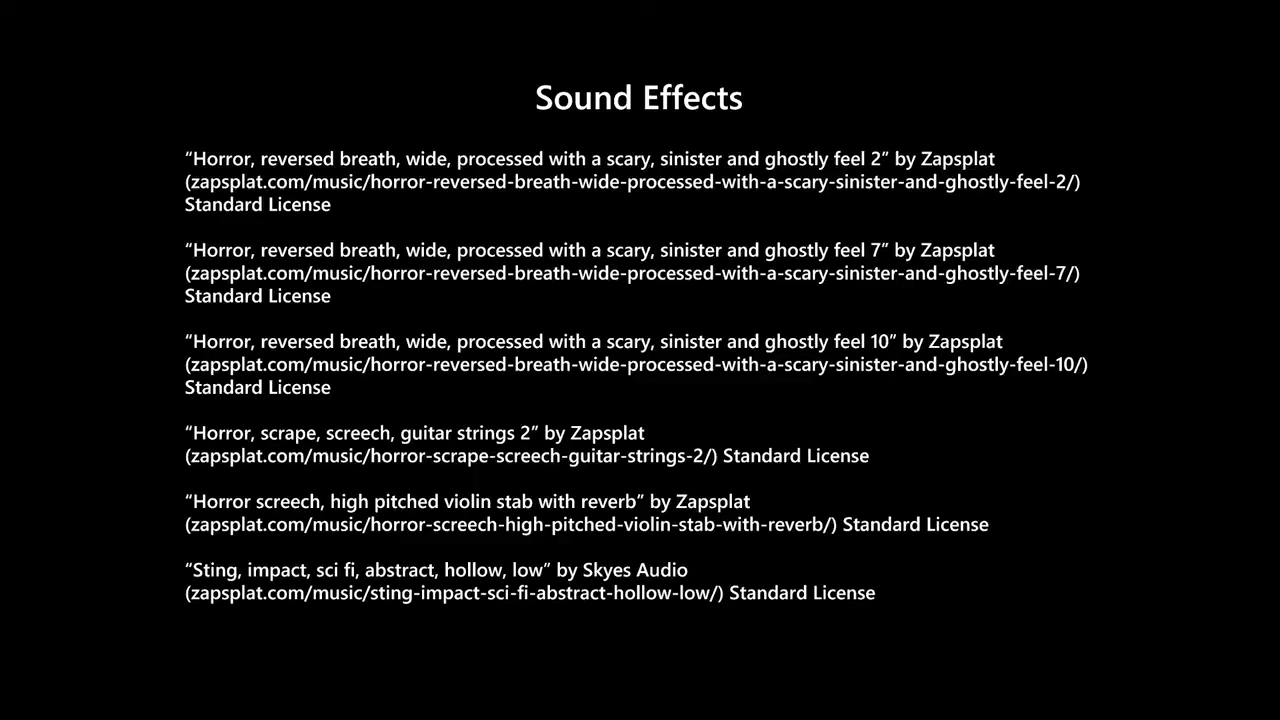 Sound Effects
“Horror, reversed breath, wide, processed with a scary, sinister and ghostly feel 2” by Zapsplat
(zapsplat.com/music/horror-reversed-breath-wide-processed-with-a-scary-sinister-and-ghostly-feel-2/)
Standard License
“Horror, reversed breath, wide, processed with a scary, sinister and ghostly feel 7” by Zapsplat
(zapsplat.com/music/horror-reversed-breath-wide-processed-with-a-scary-sinister-and-ghostly-feel-7/)
Standard License
“Horror, reversed breath, wide, processed with a scary, sinister and ghostly feel 10” by Zapsplat
(zapsplat.com/music/horror-reversed-breath-wide-processed-with-a-scary-sinister-and-ghostly-feel-10/)
Standard License
“Horror, scrape, screech, guitar strings 2” by Zapsplat
(zapsplat.com/music/horror-scrape-screech-guitar-strings-2/) Standard License
“Horror screech, high pitched violin stab with reverb” by Zapsplat
(zapsplat.com/music/horror-screech-high-pitched-violin-stab-with-reverb/) Standard License
“Sting, impact, sci fi, abstract, hollow, low” by Skyes Audio
(zapsplat.com/music/sting-impact-sci-fi-abstract-hollow-low/) Standard License